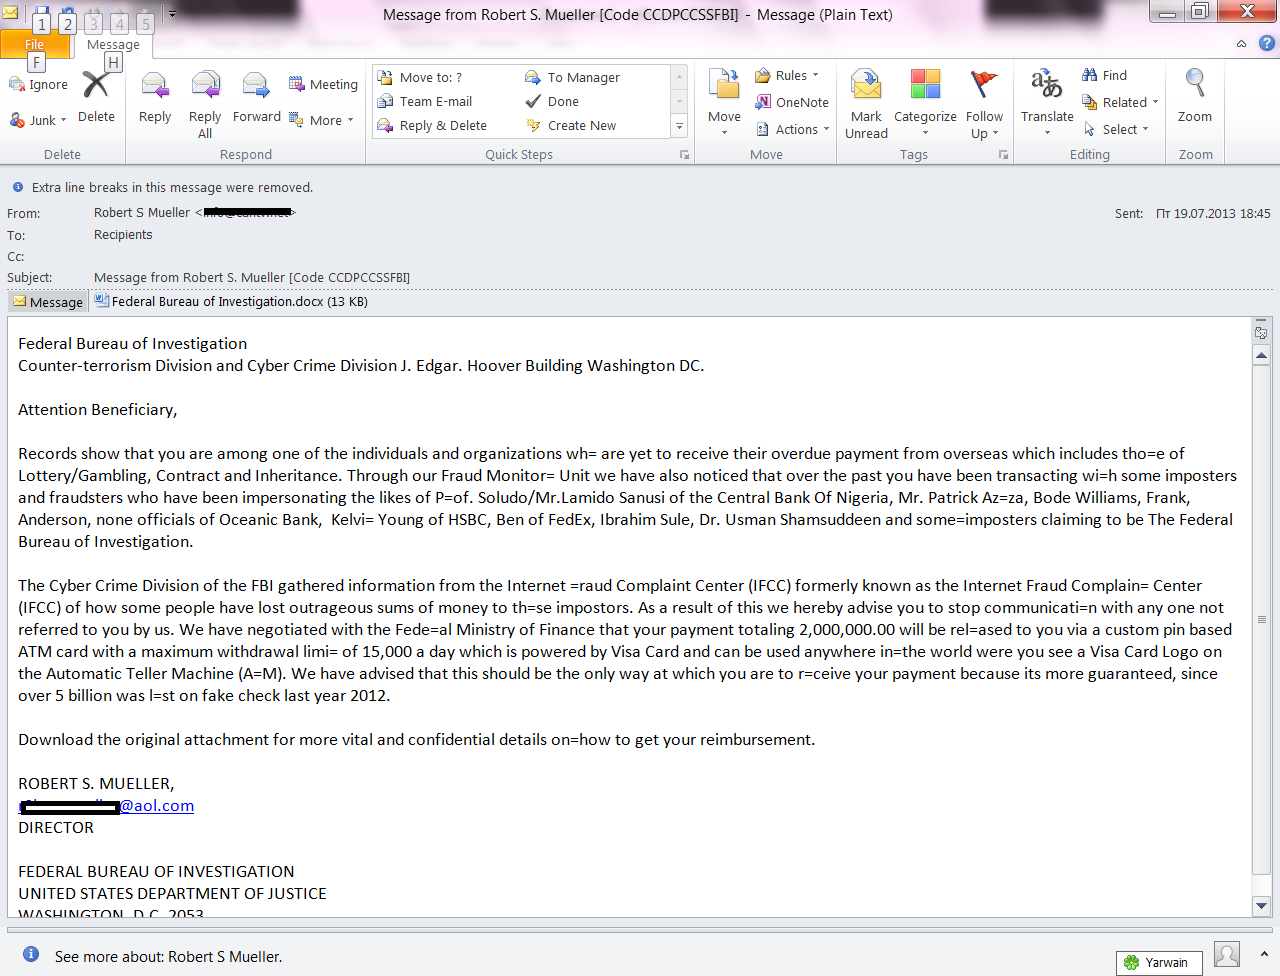 Message from Robert S. Mueller [Code CCDPCCSSFBI] - Message (Plain Text)
1 2 3 4 5
File Message
F H
Ignore
Junk
Delete
Reply
Reply All
Forward
Meeting
More
Move to: ?
Team E-mail
Reply & Delete
To Manager
Done
Create New
Move
Rules
OneNote
Actions
Mark Unread
Categorize
Follow Up
Translate
Find
Related
Select
Zoom
Delete Respond Quick Steps Move Tags Editing Zoom
Extra line breaks in this message were removed.
From: Robert S Mueller < > Sent: Пт 19.07.2013 18:45
To: Recipients
Cc:
Subject: Message from Robert S. Mueller [Code CCDPCCSSFBI]
Message Federal Bureau of Investigation.docx (13 KB)
Federal Bureau of Investigation
Counter-terrorism Division and Cyber Crime Division J. Edgar. Hoover Building Washington DC.
Attention Beneficiary,
Records show that you are among one of the individuals and organizations wh= are yet to receive their overdue payment from overseas which includes tho=e of
Lottery/Gambling, Contract and Inheritance. Through our Fraud Monitor= Unit we have also noticed that over the past you have been transacting wi=h some imposters
and fraudsters who have been impersonating the likes of P=of. Soludo/Mr.Lamido Sanusi of the Central Bank Of Nigeria, Mr. Patrick Az=za, Bode Williams, Frank,
Anderson, none officials of Oceanic Bank,  Kelvi= Young of HSBC, Ben of FedEx, Ibrahim Sule, Dr. Usman Shamsuddeen and some=imposters claiming to be The Federal
Bureau of Investigation.
The Cyber Crime Division of the FBI gathered information from the Internet =raud Complaint Center (IFCC) formerly known as the Internet Fraud Complain= Center
(IFCC) of how some people have lost outrageous sums of money to th=se impostors. As a result of this we hereby advise you to stop communicati=n with any one not
referred to you by us. We have negotiated with the Fede=al Ministry of Finance that your payment totaling 2,000,000.00 will be rel=ased to you via a custom pin based
ATM card with a maximum withdrawal limi= of 15,000 a day which is powered by Visa Card and can be used anywhere in=the world were you see a Visa Card Logo on
the Automatic Teller Machine (A=M). We have advised that this should be the only way at which you are to r=ceive your payment because its more guaranteed, since
over 5 billion was l=st on fake check last year 2012.
Download the original attachment for more vital and confidential details on=how to get your reimbursement.
ROBERT S. MUELLER,
@aol.com
DIRECTOR
FEDERAL BUREAU OF INVESTIGATION
UNITED STATES DEPARTMENT OF JUSTICE
WASHINGTON, D.C. 2053
See more about: Robert S Mueller.
Yarwain